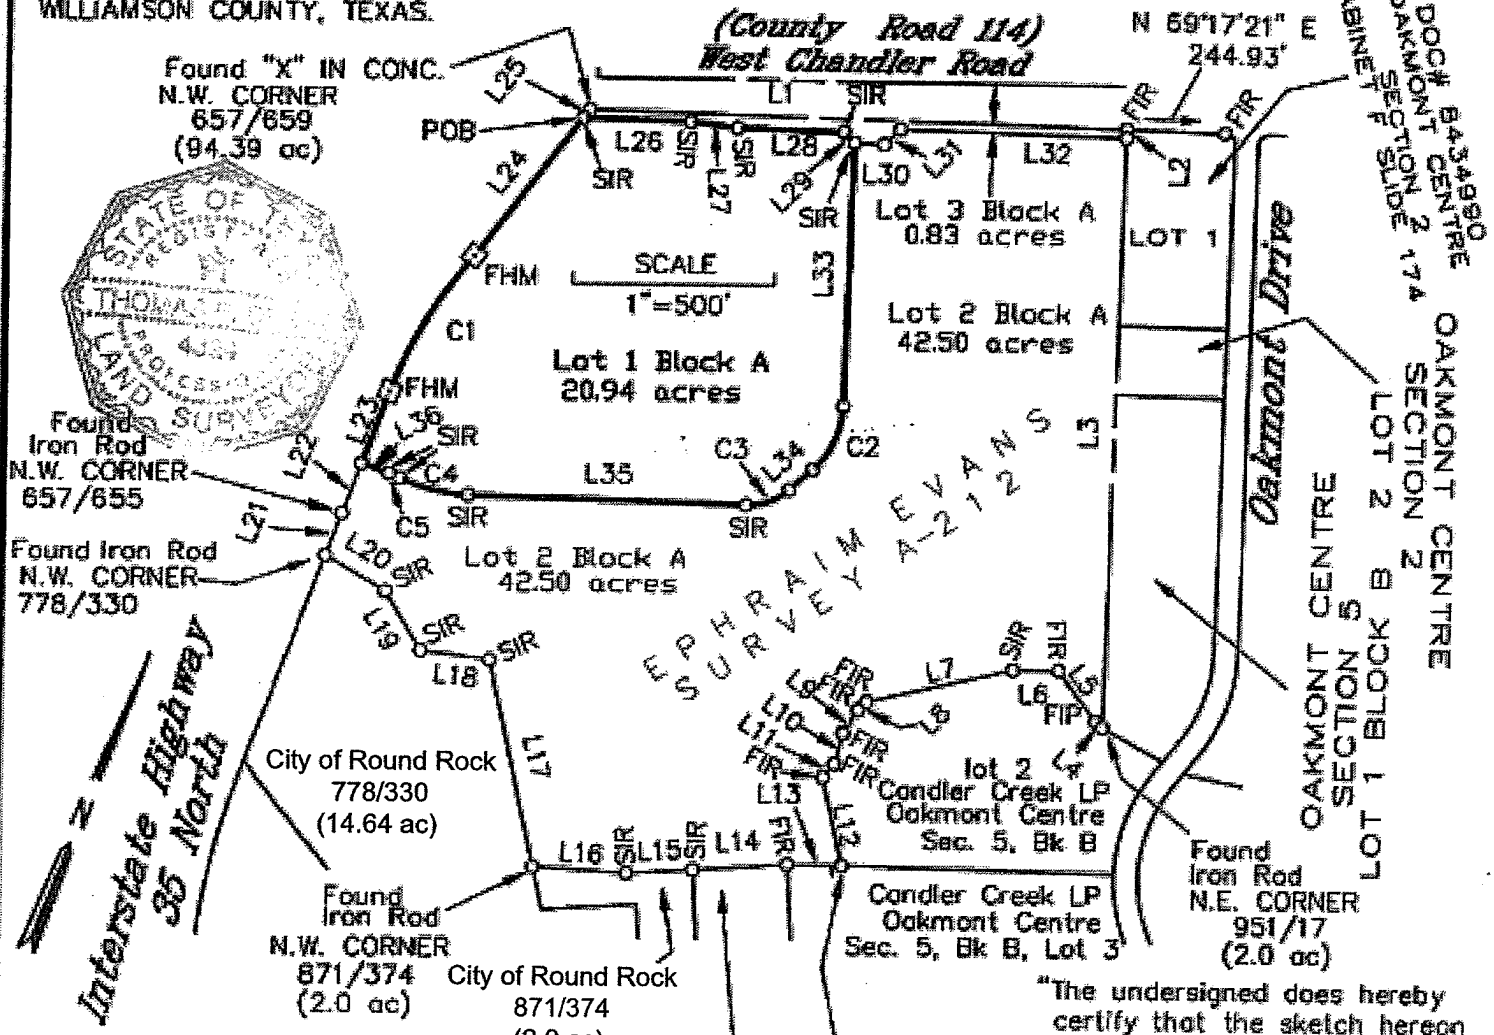 WILLIAMSON COUNTY, TEXAS.
(County Road 114)
West Chandler Road
N 69°17'21" E
244.93'
Found "X" IN CONC.
N.W. CORNER
657/659
(94.39 ac)
POB
L25
L1
SIR
FIR
FIR
L24
SIR
L26
SIR
L27
SIR
L28
L29
SIR
L30
L31
L32
L2
DOC# 8434990
OAKMONT CENTRE
SECTION 2
CABINET F SLIDE 174
STATE OF TEXAS
THOMAS
LAND SURVEYOR
FHM
C1
SCALE
1"=500'
L33
Lot 3 Block A
0.83 acres
LOT 1
Lot 2 Block A
42.50 acres
Lot 1 Block A
20.94 acres
Oakmont Drive
FHM
L23
L36
SIR
Found
Iron Rod
N.W. CORNER
657/655
L22
C4
C5
SIR
L35
SIR
C3
L34
C2
L3
L21
Found Iron Rod
N.W. CORNER
778/330
L20
SIR
L19
SIR
L18
SIR
Lot 2 Block A
42.50 acres
EPHRAIM EVANS
SURVEY A-212
OAKMONT CENTRE
SECTION 2
LOT 2 B 2
OAKMONT CENTRE
SECTION 5
LOT 1 BLOCK B
Interstate Highway
35 North
N
L17
City of Round Rock
778/330
(14.64 ac)
L7
SIR
FIR
L6
L5
FIP
L4
FIR
FIR
L8
L9
L10
FIR
L11
FIR
FIR
L13
L12
lot 2
Candler Creek LP
Oakmont Centre
Sec. 5, Bk B
L16
SIR
L15
SIR
L14
FIR
Found
Iron Rod
N.W. CORNER
871/374
(2.0 ac)
City of Round Rock
871/374
Candler Creek LP
Oakmont Centre
Sec. 5, Bk B, Lot 3
Found
Iron Rod
N.E. CORNER
951/17
(2.0 ac)
"The undersigned does hereby
certify that the sketch hereon